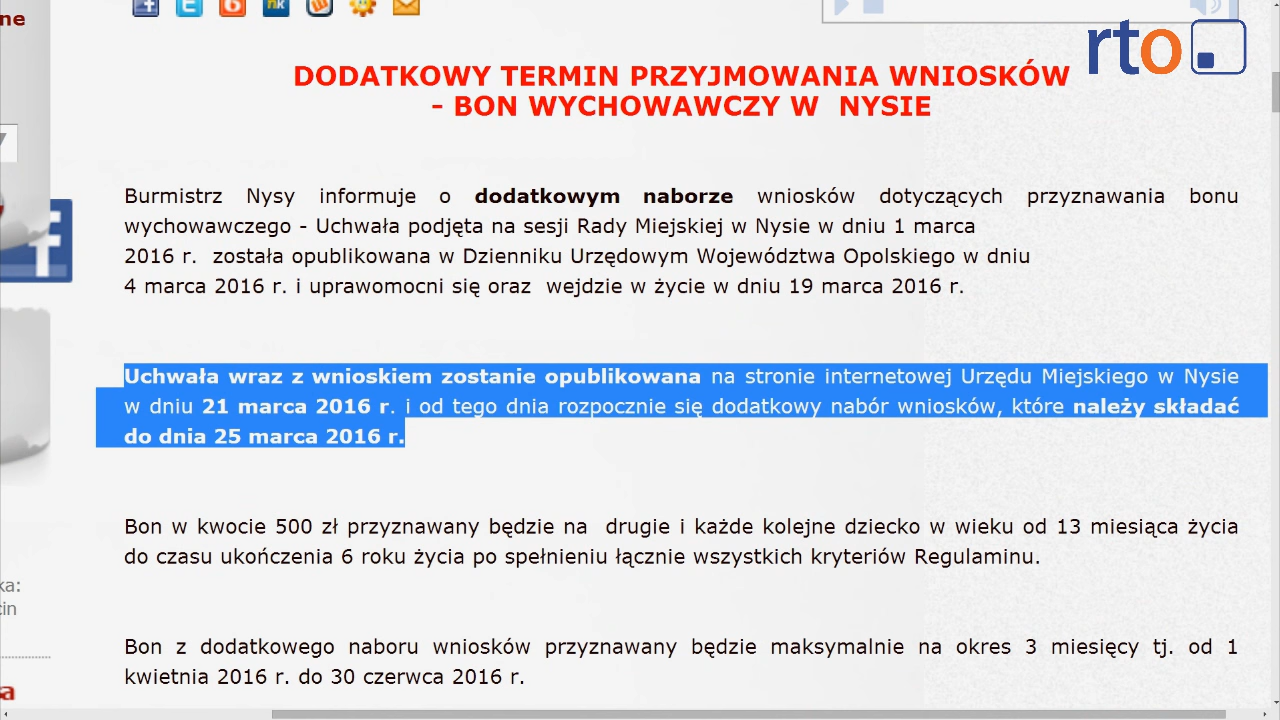 ne
rto
DODATKOWY TERMIN PRZYJMOWANIA WNIOSKÓW
- BON WYCHOWAWCZY W NYSIE
Burmistrz Nysy informuje o dodatkowym naborze wniosków dotyczących przyznawania bonu
wychowawczego - Uchwała podjęta na sesji Rady Miejskiej w Nysie w dniu 1 marca
2016 r. została opublikowana w Dzienniku Urzędowym Województwa Opolskiego w dniu
4 marca 2016 r. i uprawomocni się oraz wejdzie w życie w dniu 19 marca 2016 r.
Uchwała wraz z wnioskiem zostanie opublikowana na stronie internetowej Urzędu Miejskiego w Nysie
w dniu 21 marca 2016 r. i od tego dnia rozpocznie się dodatkowy nabór wniosków, które należy składać
do dnia 25 marca 2016 r.
Bon w kwocie 500 zł przyznawany będzie na drugie i każde kolejne dziecko w wieku od 13 miesiąca życia
do czasu ukończenia 6 roku życia po spełnieniu łącznie wszystkich kryteriów Regulaminu.
ka:
cin
Bon z dodatkowego naboru wniosków przyznawany będzie maksymalnie na okres 3 miesięcy tj. od 1
kwietnia 2016 r. do 30 czerwca 2016 r.